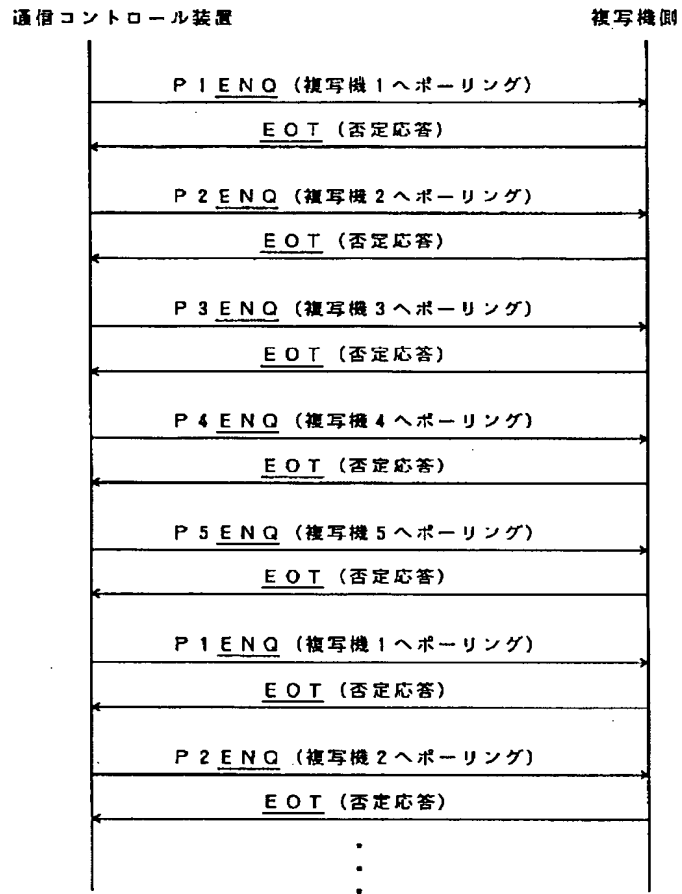 通信コントロール装置 複写機側
P1ENQ (複写機1へポーリング)
EOT (否定応答)
P2ENQ (複写機2へポーリング)
EOT (否定応答)
P3ENQ (複写機3へポーリング)
EOT (否定応答)
P4ENQ (複写機4へポーリング)
EOT (否定応答)
P5ENQ (複写機5へポーリング)
EOT (否定応答)
P1ENQ (複写機1へポーリング)
EOT (否定応答)
P2ENQ (複写機2へポーリング)
EOT (否定応答)